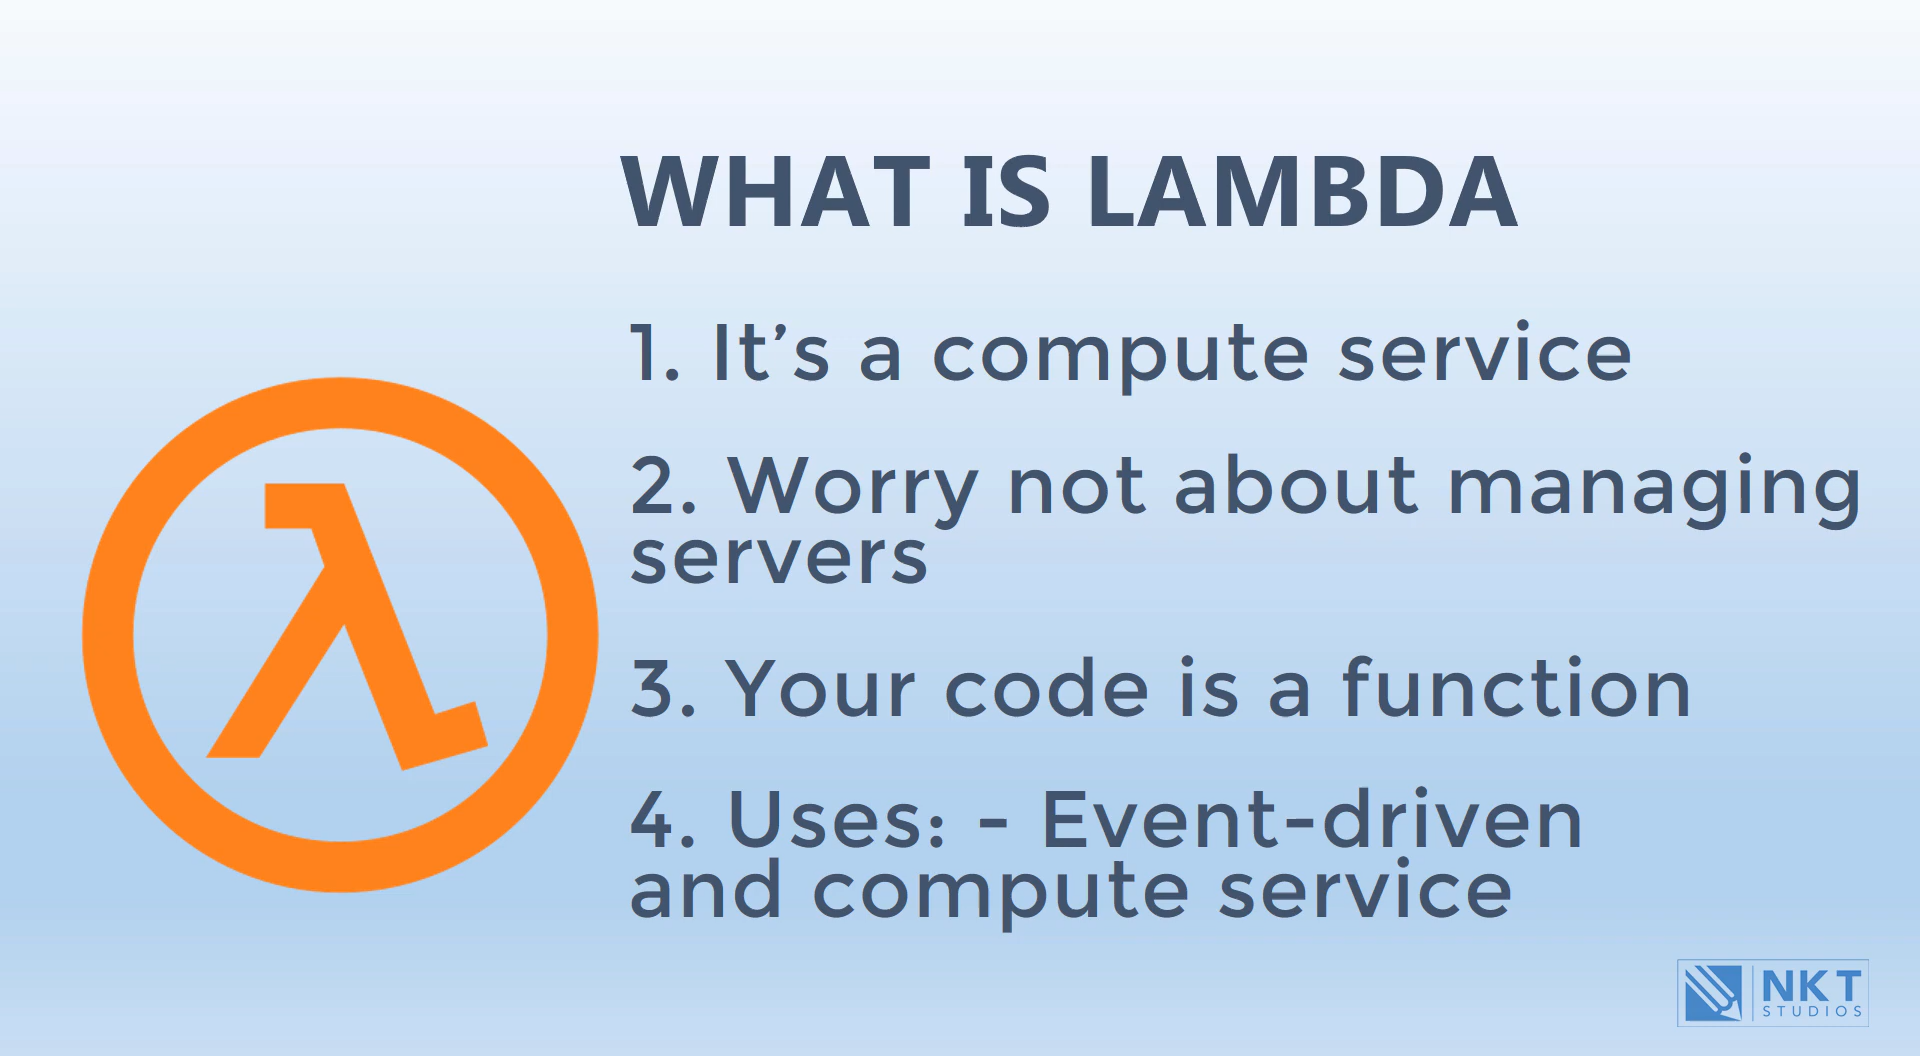 WHAT IS LAMBDA
1. It’s a compute service
2. Worry not about managing
servers
3. Your code is a function
4. Uses: - Event-driven
and compute service
λ
NKT
STUDIOS